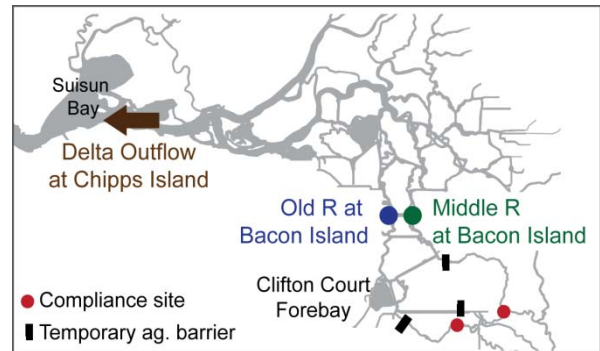 Suisun
Bay
Delta Outflow
at Chipps Island
Old R at
Bacon Island
Middle R
at Bacon Island
Clifton Court
Forebay
Compliance site
Temporary ag. barrier